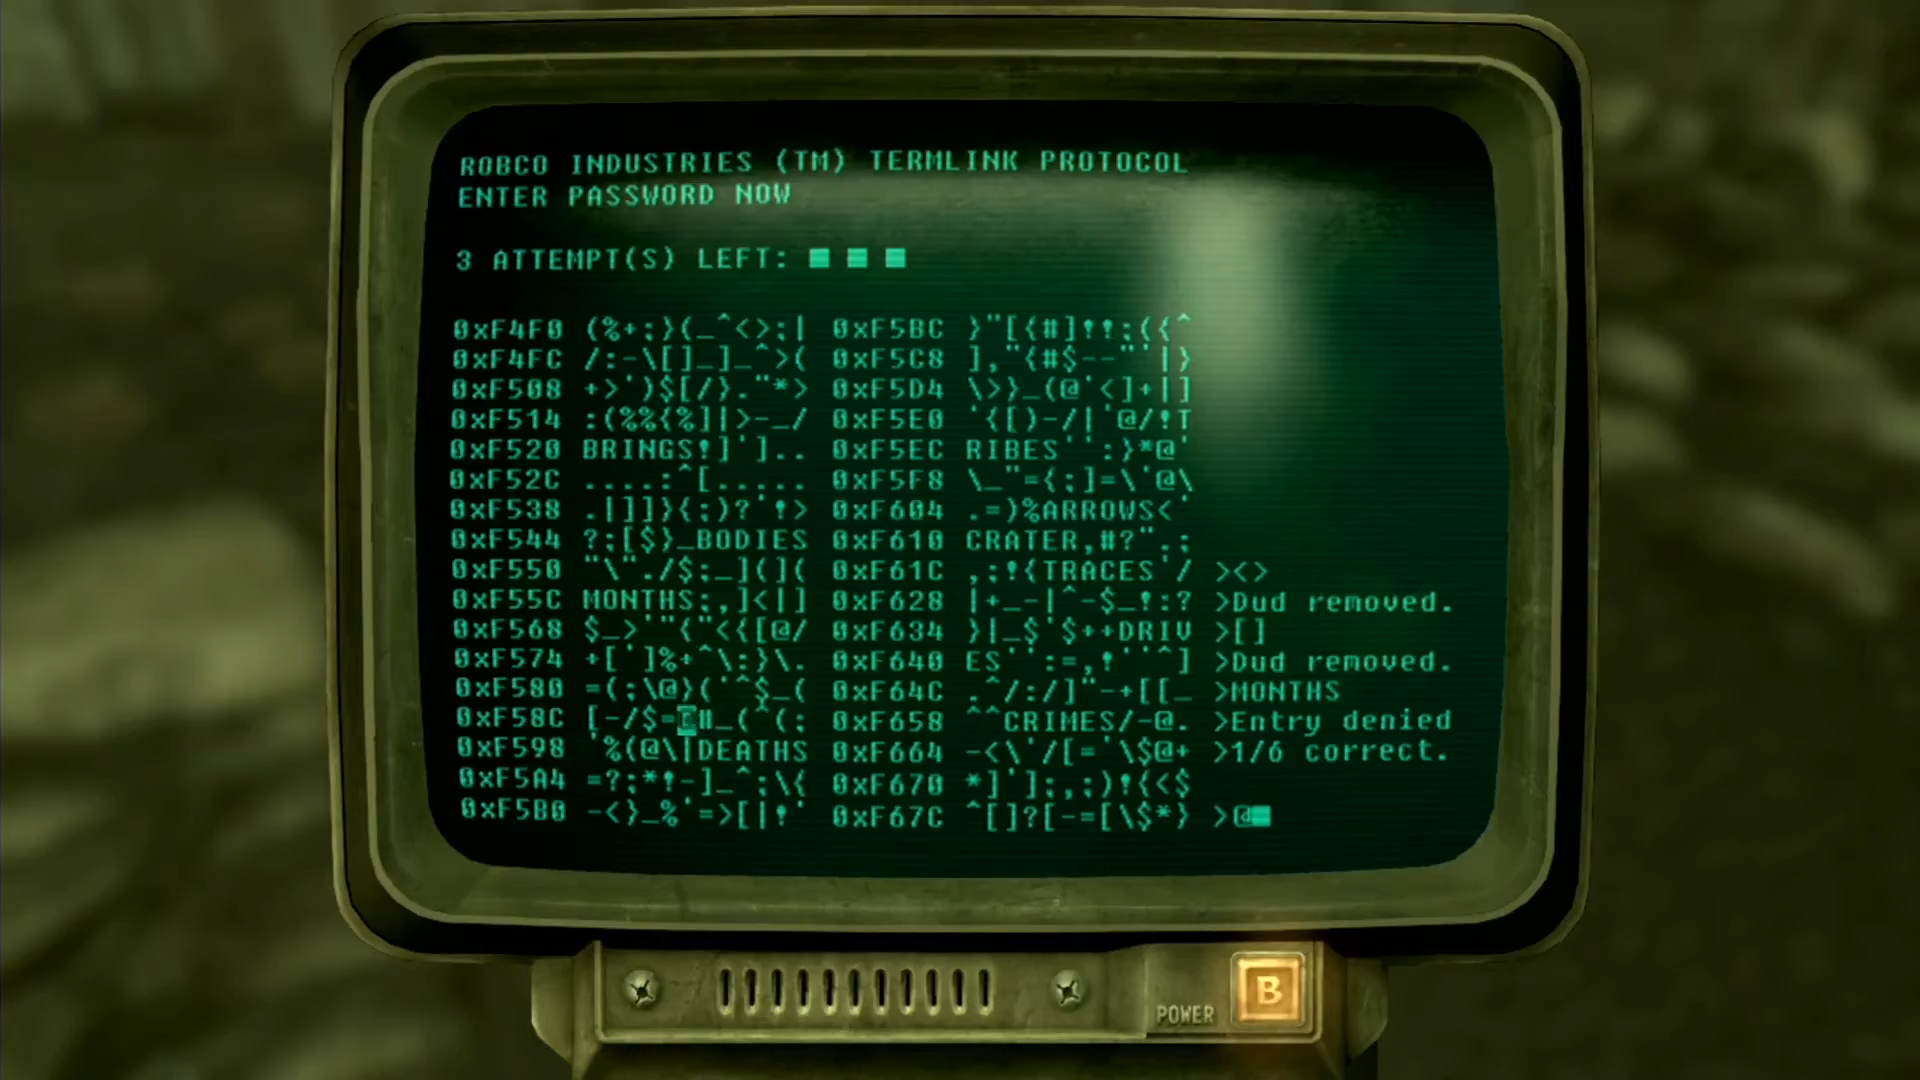 ROBCO INDUSTRIES (TM) TERMLINK PROTOCOL
ENTER PASSWORD NOW
3 ATTEMPT(S) LEFT:
0xF4F0 (%+;}(_^<>;| 0xF5BC }"[{#]!!;({^
0xF4FC /:-\[]_]_^>( 0xF5C8 ],"{#$--"'|}
0xF508 +>')$[/}."*> 0xF5D4 \>}_(@'<]+|]
0xF514 :(%%{%]|>-_/ 0xF5E0 '{[)-/|'@/!T
0xF520 BRINGS!]'].. 0xF5EC RIBES'':}*@'
0xF52C ....:^[..... 0xF5F8 \_"={;]=\'@\
0xF538 .|]]}{;)?'!> 0xF604 .=)%ARROWS<'
0xF544 ?;[$}_BODIES 0xF610 CRATER,#?".;
0xF550 "\"./$:_](]( 0xF61C ,:!{TRACES'/ ><>
0xF55C MONTHS:,]<|] 0xF628 |+_-|^-$_!:? >Dud removed.
0xF568 $_>'"{"<{[@/ 0xF634 }|_$'$++DRIV >[]
0xF574 +[']%+^\:}\. 0xF640 ES'':=,!''^] >Dud removed.
0xF580 =(;\@}('^$_( 0xF64C .^/:/]"-+[[_ >MONTHS
0xF58C [-/$=@#_(^(; 0xF658 ^^CRIMES/-@. >Entry denied
0xF598 '%(@\|DEATHS 0xF664 -<\'/[='\$@+ >1/6 correct.
0xF5A4 =?;*!-]_^;\{ 0xF670 *]'];,;)!{<$
0xF5B0 -<}_%'=>[|!' 0xF67C ^[]?[-=[\$*} >@
POWER B